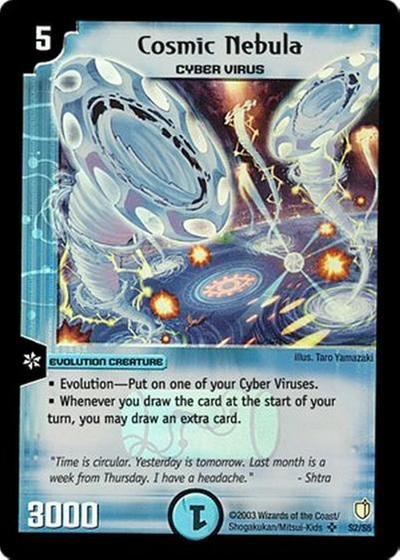 5
Cosmic Nebula
CYBER VIRUS
illus. Taro Yamazaki
EVOLUTION CREATURE
▪ Evolution—Put on one of your Cyber Viruses.
▪ Whenever you draw the card at the start of your
turn, you may draw an extra card.
"Time is circular. Yesterday is tomorrow. Last month is a
week from Thursday. I have a headache." - Shtra
3000
1
©2003 Wizards of the Coast/
Shogakukan/Mitsui-Kids S2/S5